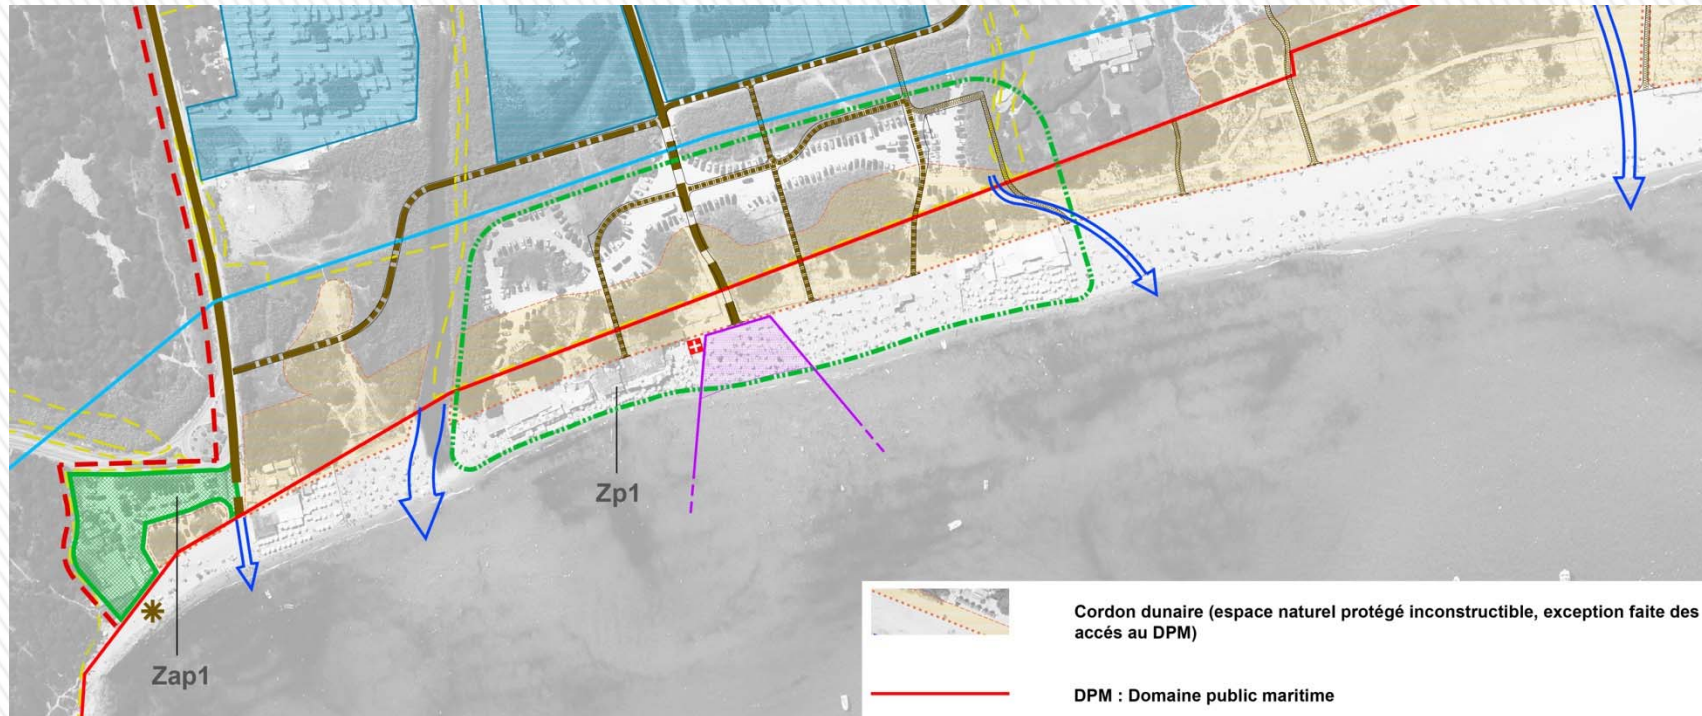 Zp1
Zap1
Cordon dunaire (espace naturel protégé inconstructible, exception faite des
accés au DPM)
DPM : Domaine public maritime